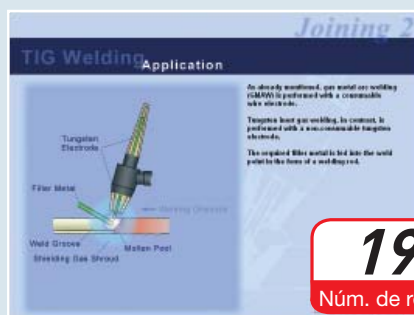 Joining 2
TIG Welding Application
As already mentioned, gas metal arc welding
(GMAW) is performed with a consumable
wire electrode.
Tungsten inert gas welding, in contrast, is
performed with a non-consumable tungsten
electrode.
The required filler metal is fed into the weld
point in the form of a welding rod.
Tungsten
Electrode
Filler Metal
Working Direction
Weld Groove
Molten Pool
Shielding Gas Shroud
19
Núm. de